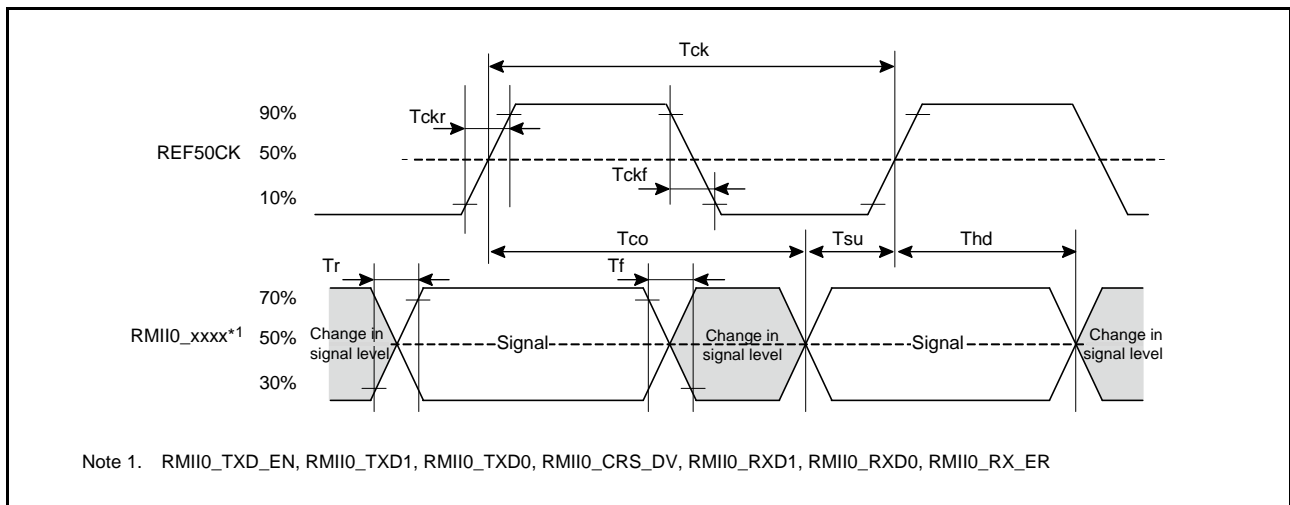 Tck
90%
Tckr
REF50CK 50%
Tckf
10%
Tco Tsu Thd
Tr Tf
70%
RMII0_xxxx*1 50% Change in signal level Signal Change in signal level Signal Change in signal level
30%
Note 1. RMII0_TXD_EN, RMII0_TXD1, RMII0_TXD0, RMII0_CRS_DV, RMII0_RXD1, RMII0_RXD0, RMII0_RX_ER